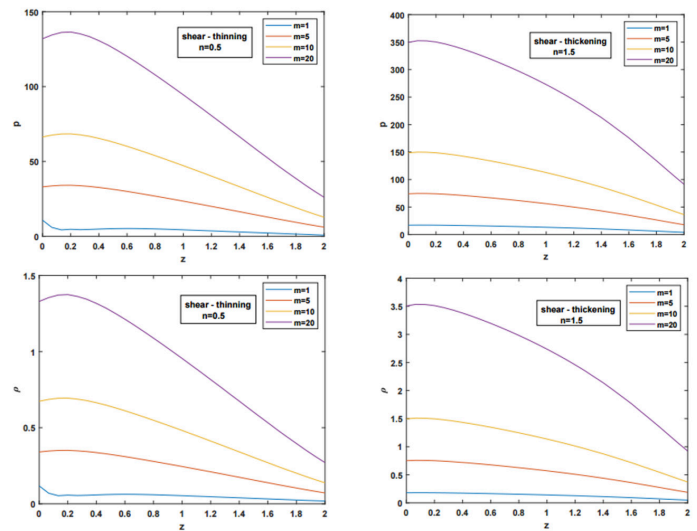 150
100
50
0
p
0 0.2 0.4 0.6 0.8 1 1.2 1.4 1.6 1.8 2
z
shear - thinning
n=0.5
m=1
m=5
m=10
m=20
400
350
300
250
200
150
100
50
0
p
0 0.2 0.4 0.6 0.8 1 1.2 1.4 1.6 1.8 2
z
shear - thickening
n=1.5
m=1
m=5
m=10
m=20
1.5
1
0.5
0
ρ
0 0.2 0.4 0.6 0.8 1 1.2 1.4 1.6 1.8 2
z
shear - thinning
n=0.5
m=1
m=5
m=10
m=20
4
3.5
3
2.5
2
1.5
1
0.5
0
ρ
0 0.2 0.4 0.6 0.8 1 1.2 1.4 1.6 1.8 2
z
shear - thickening
n=1.5
m=1
m=5
m=10
m=20